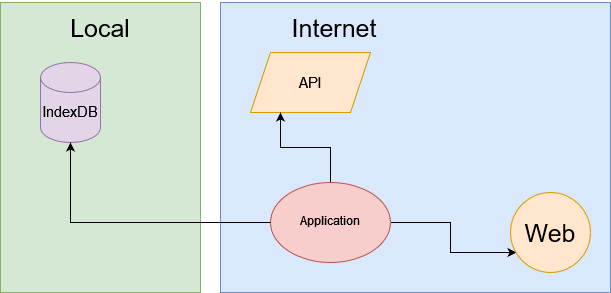 Local
Internet
IndexDB
API
Application
Web